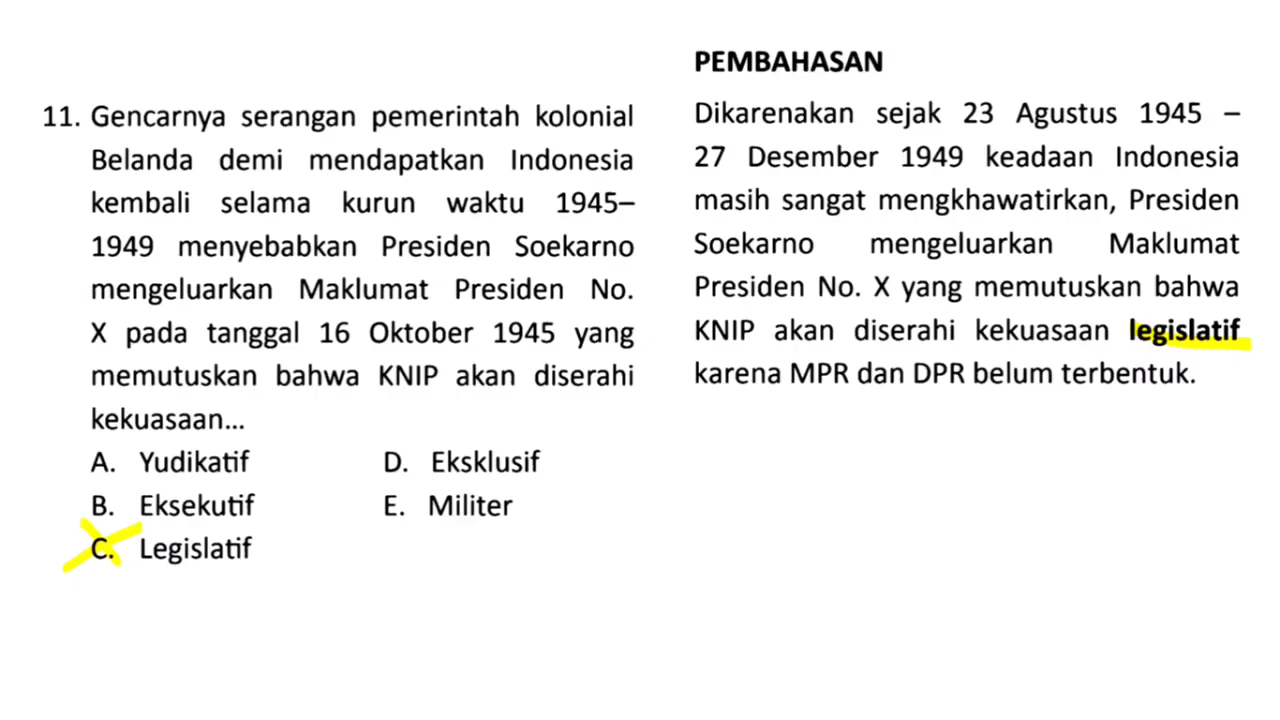 11. Gencarnya serangan pemerintah kolonial
Belanda demi mendapatkan Indonesia
kembali selama kurun waktu 1945–
1949 menyebabkan Presiden Soekarno
mengeluarkan Maklumat Presiden No.
X pada tanggal 16 Oktober 1945 yang
memutuskan bahwa KNIP akan diserahi
kekuasaan...
A. Yudikatif
B. Eksekutif
C. Legislatif
D. Eksklusif
E. Militer
PEMBAHASAN
Dikarenakan sejak 23 Agustus 1945 –
27 Desember 1949 keadaan Indonesia
masih sangat mengkhawatirkan, Presiden
Soekarno mengeluarkan Maklumat
Presiden No. X yang memutuskan bahwa
KNIP akan diserahi kekuasaan legislatif
karena MPR dan DPR belum terbentuk.